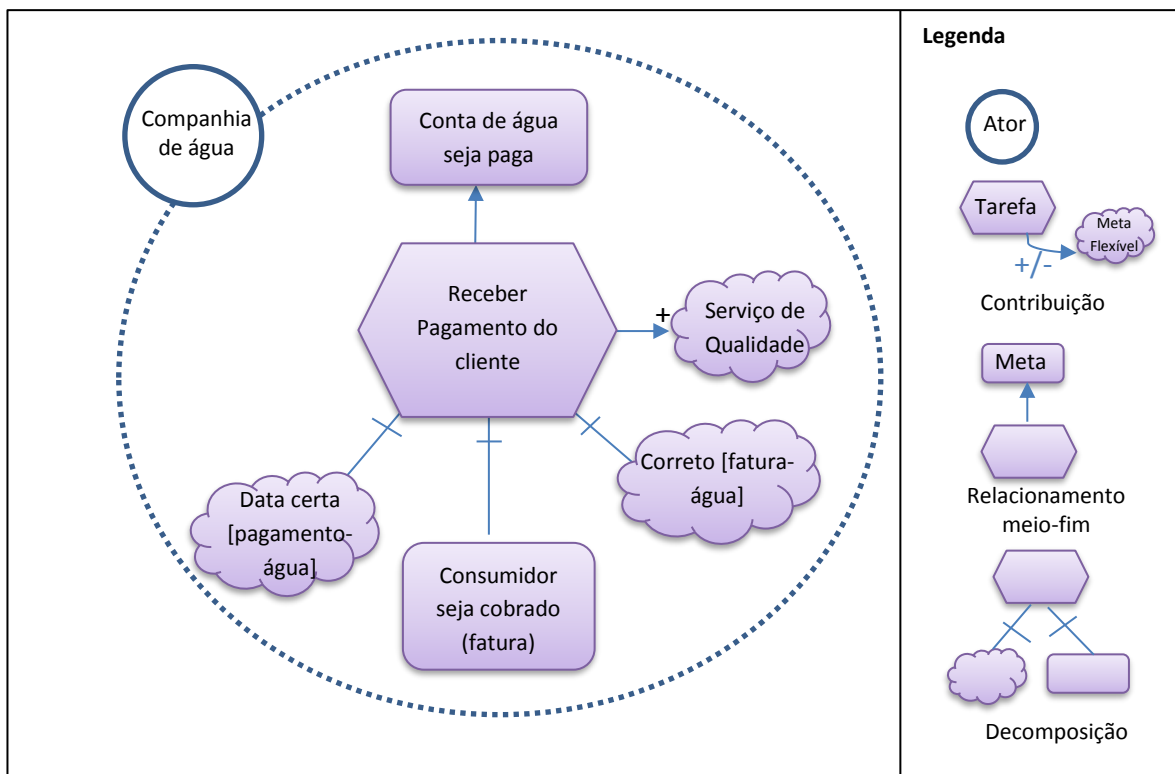 Companhia
de água
Conta de água
seja paga
Receber
Pagamento do
cliente
+
Serviço de
Qualidade
Data certa
[pagamento-
água]
Correto [fatura-
água]
Consumidor
seja cobrado
(fatura)
Legenda
Ator
Tarefa
Meta
Flexível
+/-
Contribuição
Meta
Relacionamento
meio-fim
Decomposição